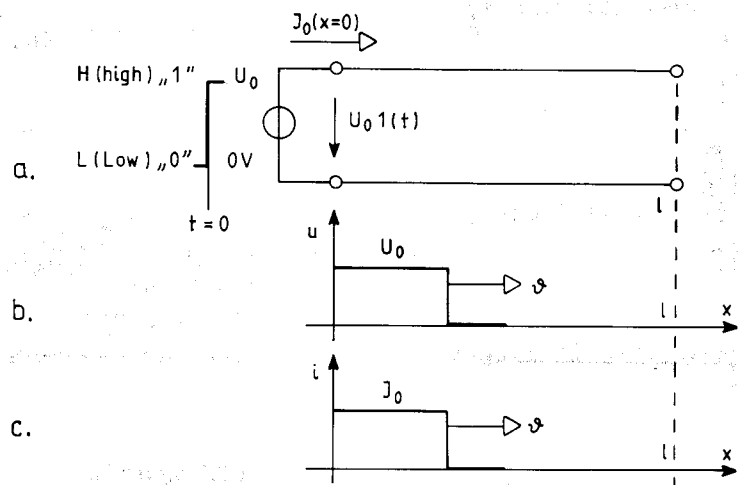 J₀(x=0)
H(high) „1” U₀
U₀ 1(t)
L(Low) „0” 0V
a.
l
t=0
u
U₀
ϑ
b.
l
x
i
J₀
ϑ
c.
l
x